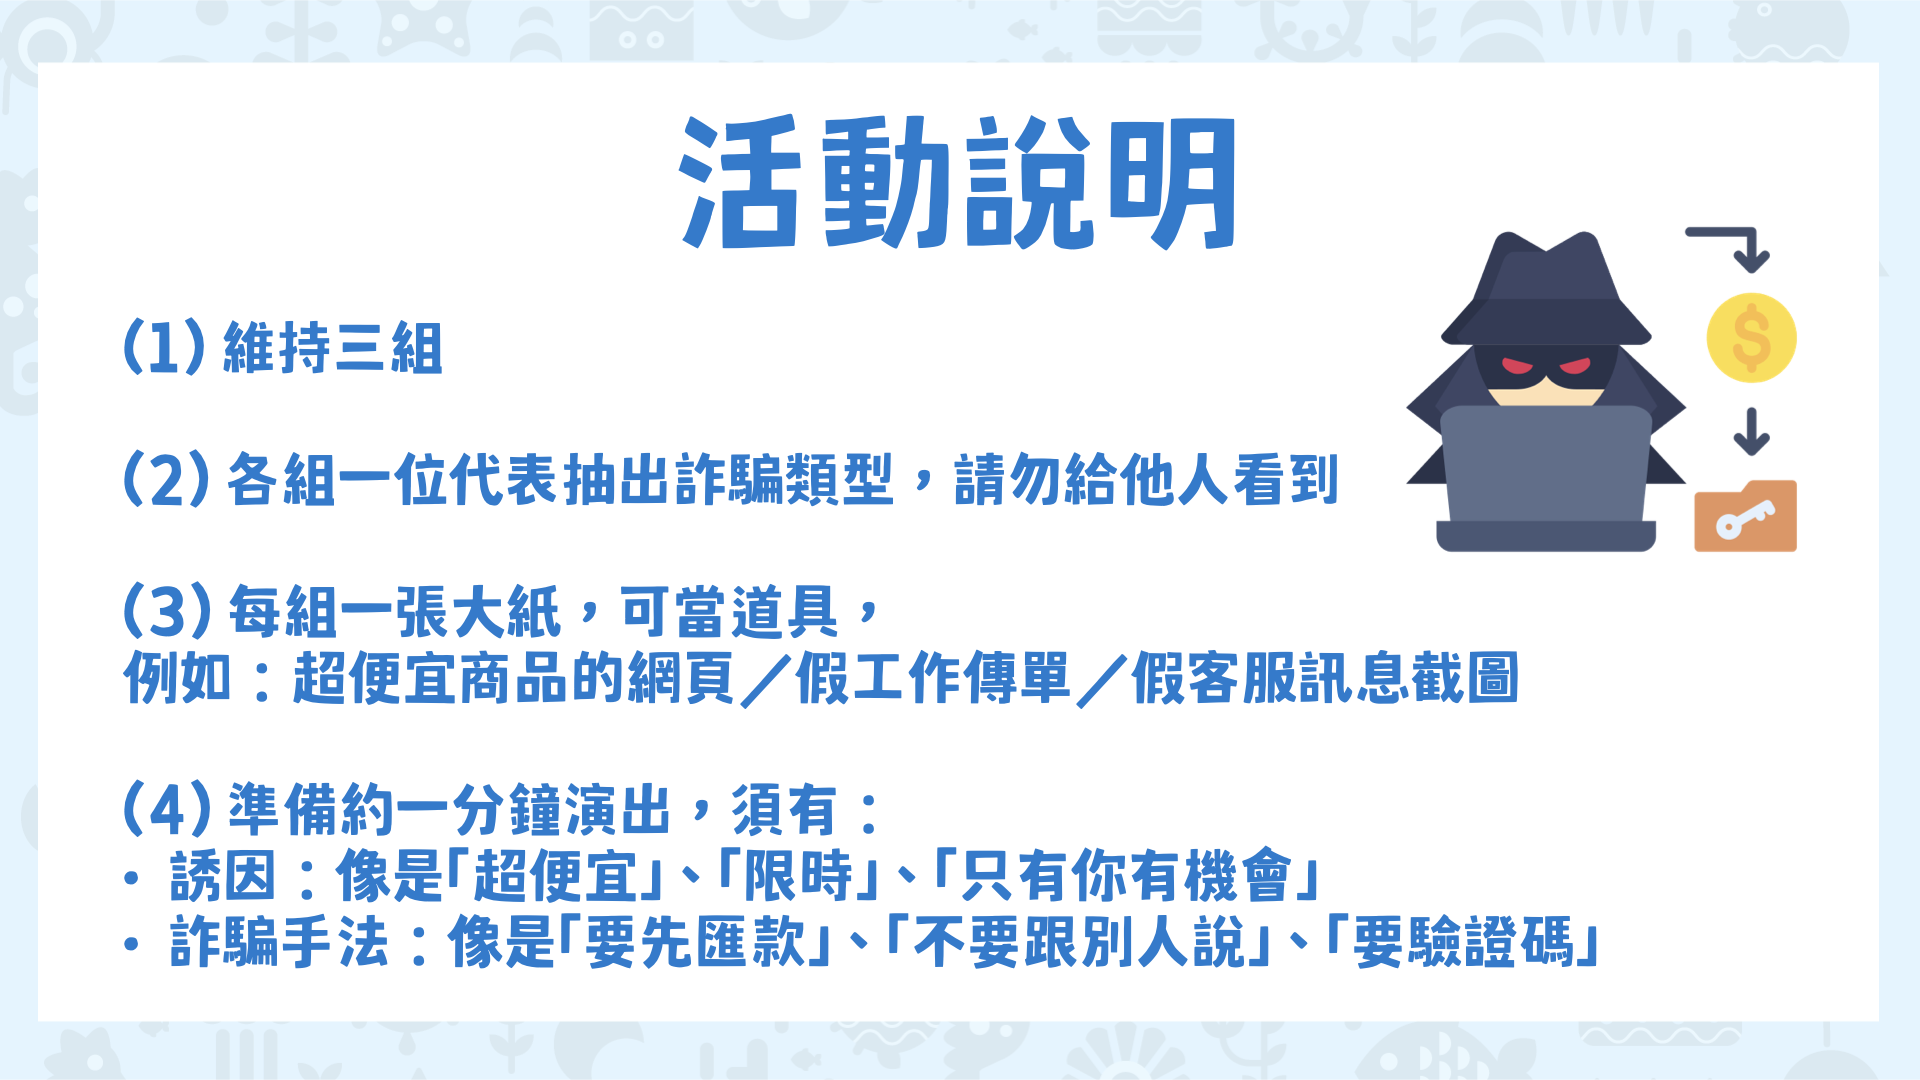 活動說明
(1) 維持三組
(2) 各組一位代表抽出詐騙類型，請勿給他人看到
(3) 每組一張大紙，可當道具，
例如：超便宜商品的網頁／假工作傳單／假客服訊息截圖
(4) 準備約一分鐘演出，須有：
• 誘因：像是「超便宜」、「限時」、「只有你有機會」
• 詐騙手法：像是「要先匯款」、「不要跟別人說」、「要驗證碼」
$